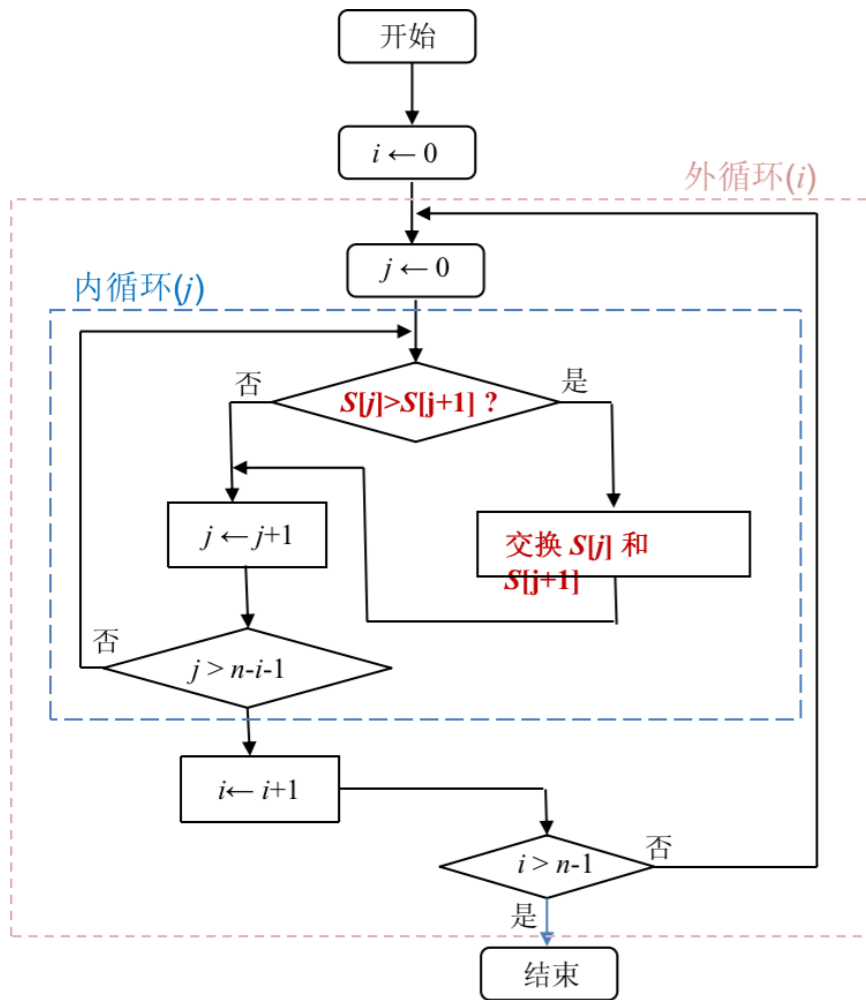 开始
i ← 0
外循环(i)
j ← 0
内循环(j)
否
是
S[j]>S[j+1] ?
j ← j+1
交换 S[j] 和
S[j+1]
否
j > n-i-1
i← i+1
i > n-1
否
是
结束